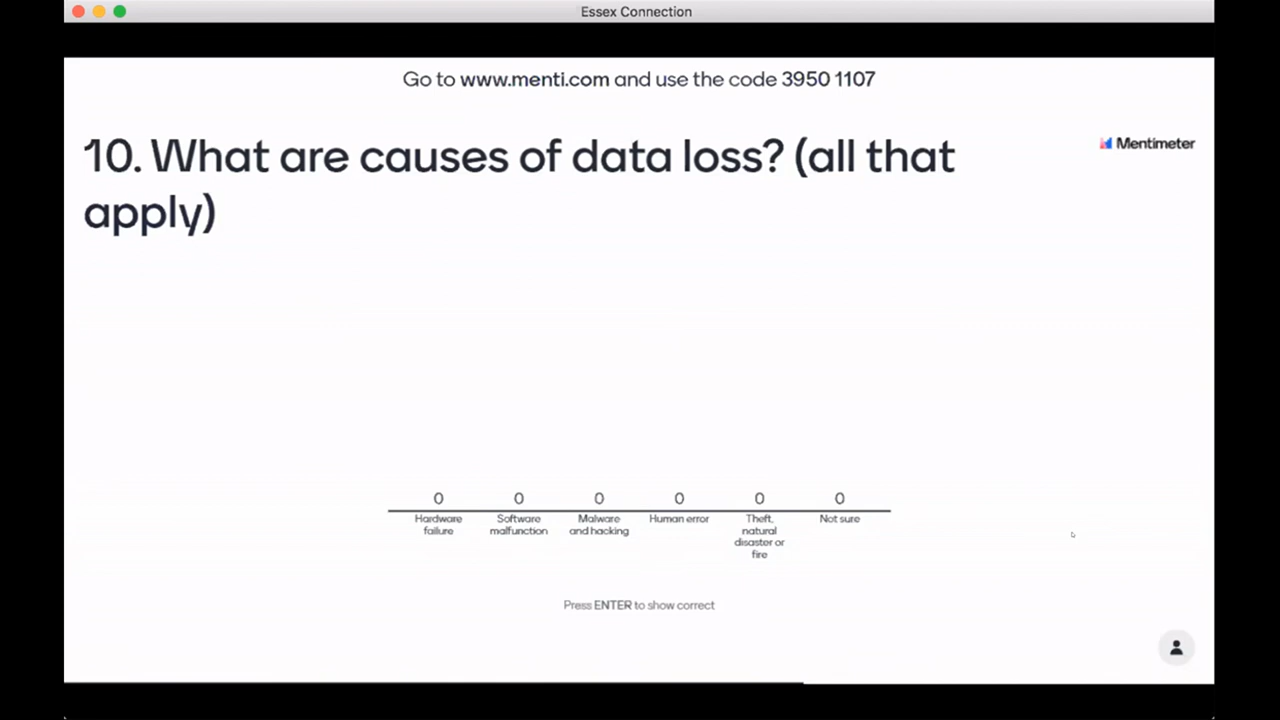 Essex Connection
Go to www.menti.com and use the code 3950 1107
10. What are causes of data loss? (all that
apply)
Mentimeter
0 0 0 0 0 0
Hardware
failure
Software
malfunction
Malware
and hacking
Human error
Theft,
natural
disaster or
fire
Not sure
Press ENTER to show correct